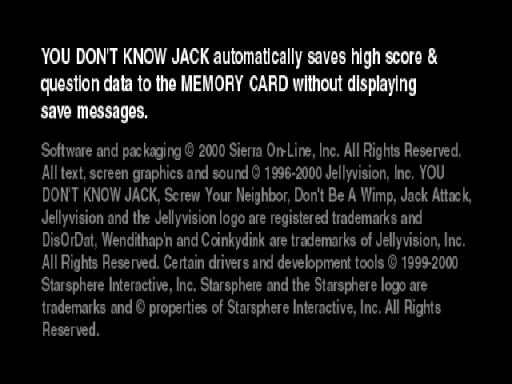 YOU DON'T KNOW JACK automatically saves high score &
question data to the MEMORY CARD without displaying
save messages.
Software and packaging © 2000 Sierra On-Line, Inc. All Rights Reserved.
All text, screen graphics and sound © 1996-2000 Jellyvision, Inc. YOU
DON'T KNOW JACK, Screw Your Neighbor, Don't Be A Wimp, Jack Attack,
Jellyvision and the Jellyvision logo are registered trademarks and
DisOrDat, Wendithap'n and Coinkydink are trademarks of Jellyvision, Inc.
All Rights Reserved. Certain drivers and development tools © 1999-2000
Starsphere Interactive, Inc. Starsphere and the Starsphere logo are
trademarks and © properties of Starsphere Interactive, Inc. All Rights
Reserved.